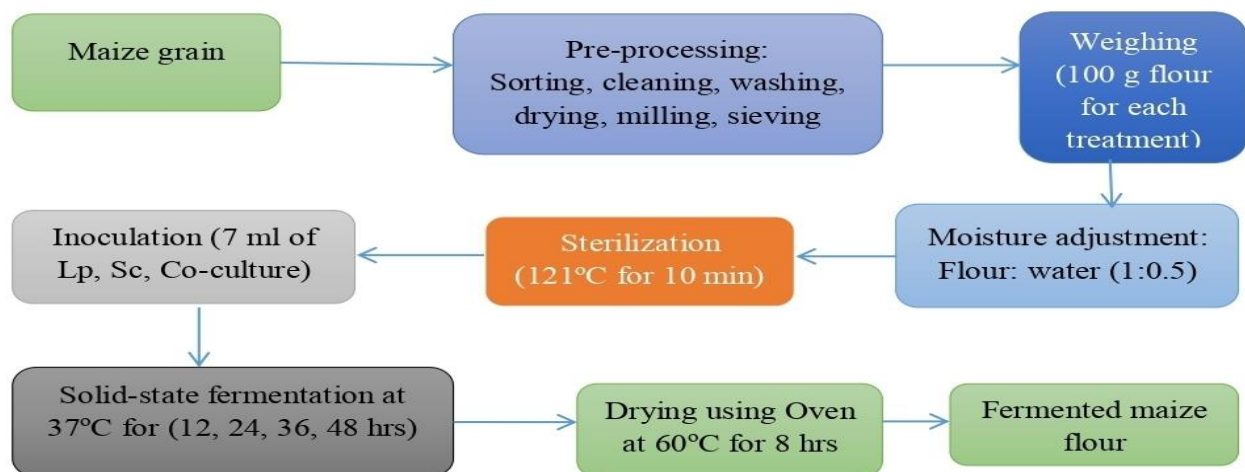 Maize grain
Pre-processing:
Sorting, cleaning, washing,
drying, milling, sieving
Weighing
(100 g flour
for each
treatment)
Moisture adjustment:
Flour: water (1:0.5)
Sterilization
(121ºC for 10 min)
Inoculation (7 ml of
Lp, Sc, Co-culture)
Solid-state fermentation at
37ºC for (12, 24, 36, 48 hrs)
Drying using Oven
at 60ºC for 8 hrs
Fermented maize
flour